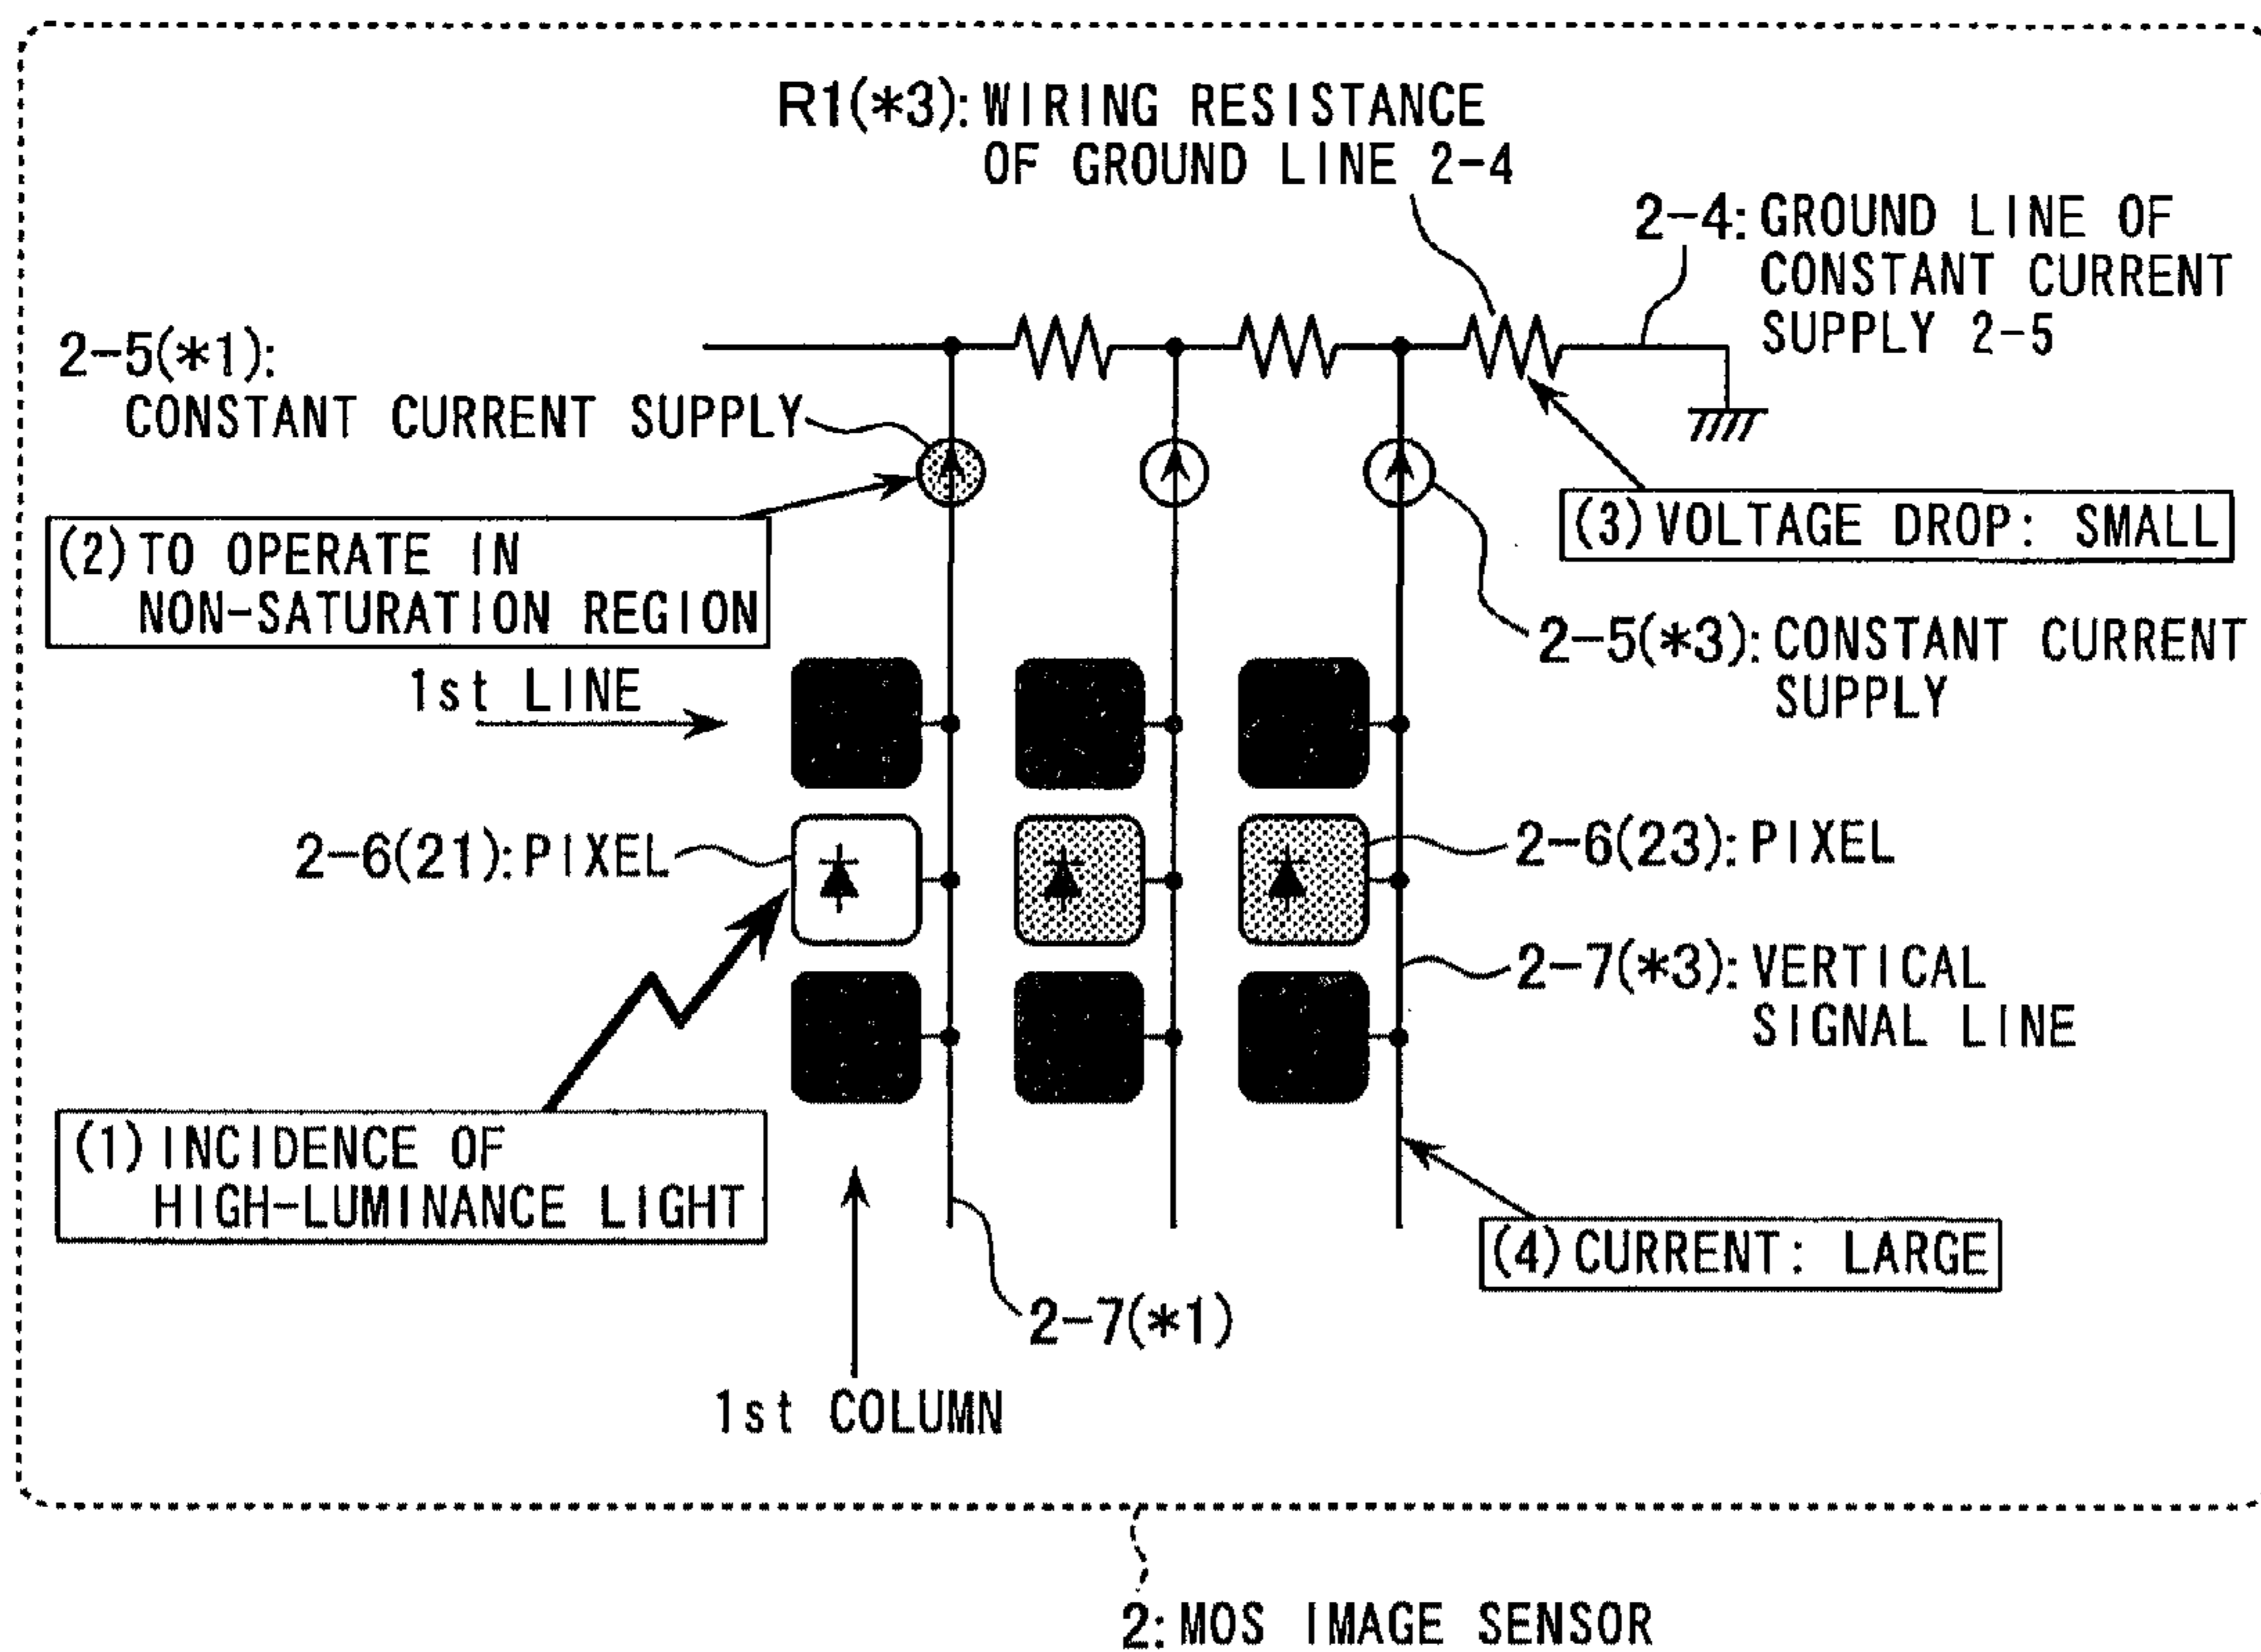 R1(*3): WIRING RESISTANCE
OF GROUND LINE 2-4
2-4: GROUND LINE OF
CONSTANT CURRENT
SUPPLY 2-5
2-5(*1):
CONSTANT CURRENT SUPPLY
(2) TO OPERATE IN
NON-SATURATION REGION
(3) VOLTAGE DROP: SMALL
2-5(*3): CONSTANT CURRENT
SUPPLY
1st LINE
2-6(21): PIXEL
2-6(23): PIXEL
2-7(*3): VERTICAL
SIGNAL LINE
(1) INCIDENCE OF
HIGH-LUMINANCE LIGHT
(4) CURRENT: LARGE
2-7(*1)
1st COLUMN
2: MOS IMAGE SENSOR